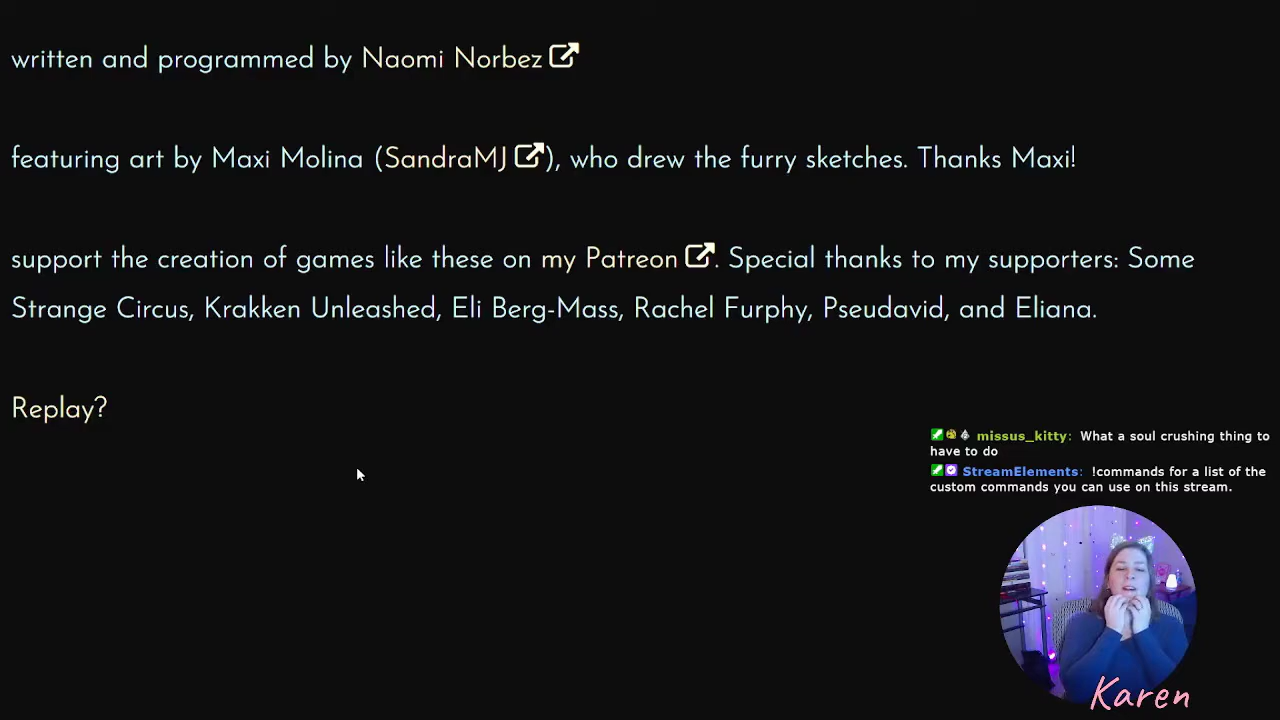 written and programmed by Naomi Norbez
featuring art by Maxi Molina (SandraMJ), who drew the furry sketches. Thanks Maxi!
support the creation of games like these on my Patreon. Special thanks to my supporters: Some
Strange Circus, Krakken Unleashed, Eli Berg-Mass, Rachel Furphy, Pseudavid, and Eliana.
Replay?
missus_kitty: What a soul crushing thing to
have to do
StreamElements: !commands for a list of the
custom commands you can use on this stream.
Karen